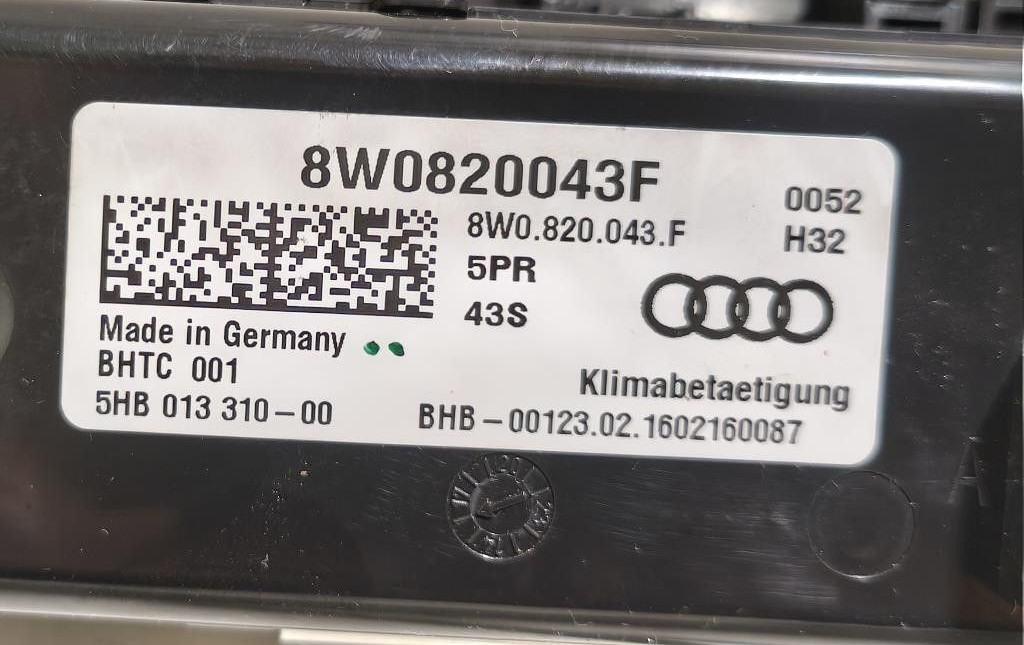 8W0820043F
0052
8W0.820.043.F
H32
5PR
43S
Made in Germany
BHTC 001
Klimabetaetigung
5HB 013 310-00
BHB-00123.02.1602160087